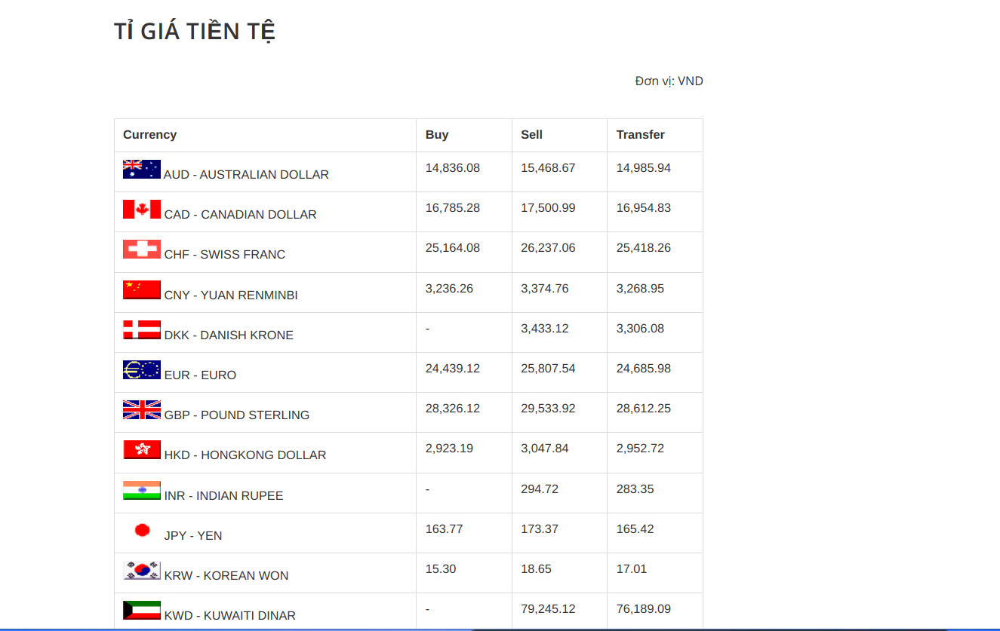 TỈ GIÁ TIỀN TỆ
Đơn vị: VND
Currency Buy Sell Transfer
AUD - AUSTRALIAN DOLLAR 14,836.08 15,468.67 14,985.94
CAD - CANADIAN DOLLAR 16,785.28 17,500.99 16,954.83
CHF - SWISS FRANC 25,164.08 26,237.06 25,418.26
CNY - YUAN RENMINBI 3,236.26 3,374.76 3,268.95
DKK - DANISH KRONE - 3,433.12 3,306.08
EUR - EURO 24,439.12 25,807.54 24,685.98
GBP - POUND STERLING 28,326.12 29,533.92 28,612.25
HKD - HONGKONG DOLLAR 2,923.19 3,047.84 2,952.72
INR - INDIAN RUPEE - 294.72 283.35
JPY - YEN 163.77 173.37 165.42
KRW - KOREAN WON 15.30 18.65 17.01
KWD - KUWAITI DINAR - 79,245.12 76,189.09